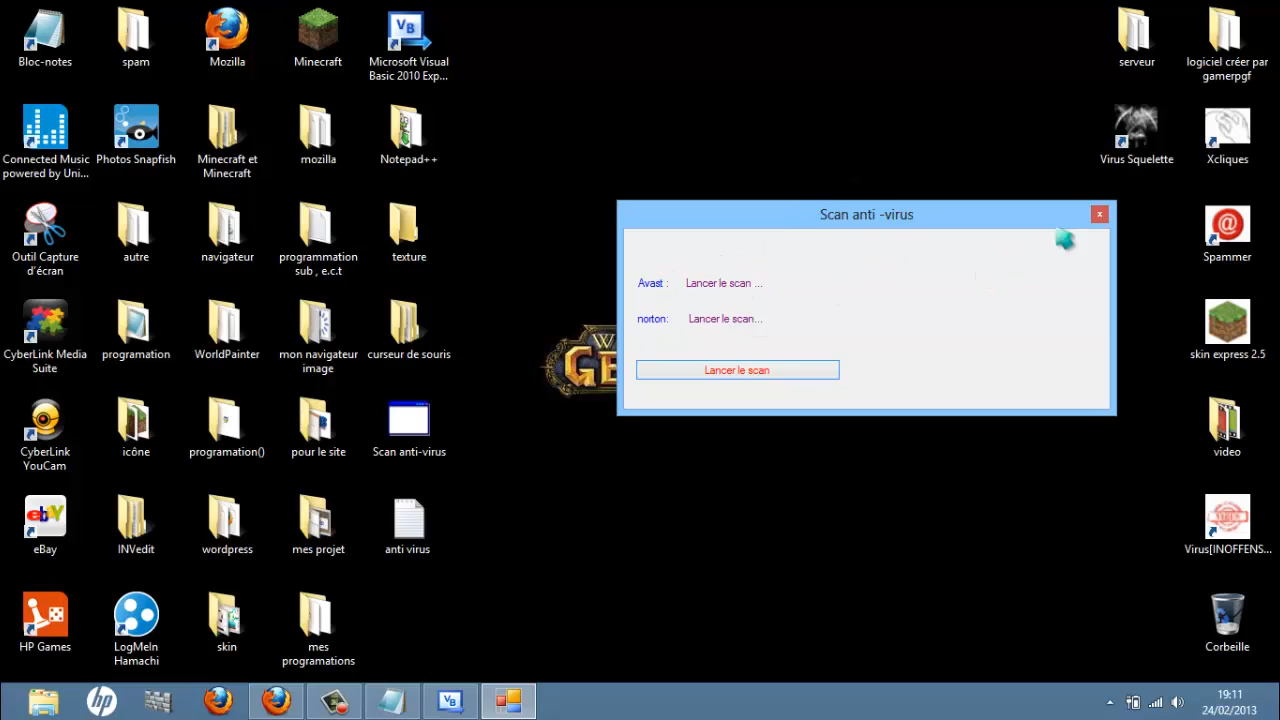 Bloc-notes
spam
Mozilla
Minecraft
Microsoft Visual
Basic 2010 Exp...
serveur
logiciel créer par
gamerpgf
Connected Music
powered by Uni...
Photos Snapfish
Minecraft et
Minecraft
mozilla
Notepad++
Virus Squelette
Xcliques
Outil Capture
d'écran
autre
navigateur
programmation
sub , e.c.t
texture
Spammer
CyberLink Media
Suite
programation
WorldPainter
mon navigateur
image
curseur de souris
skin express 2.5
CyberLink
YouCam
icône
programation()
pour le site
Scan anti-virus
video
eBay
INVedit
wordpress
mes projet
anti virus
Virus[INOFFENS...
HP Games
LogMeIn
Hamachi
skin
mes
programations
Corbeille
Scan anti -virus
Avast : Lancer le scan ...
norton: Lancer le scan...
Lancer le scan
19:11
24/02/2013